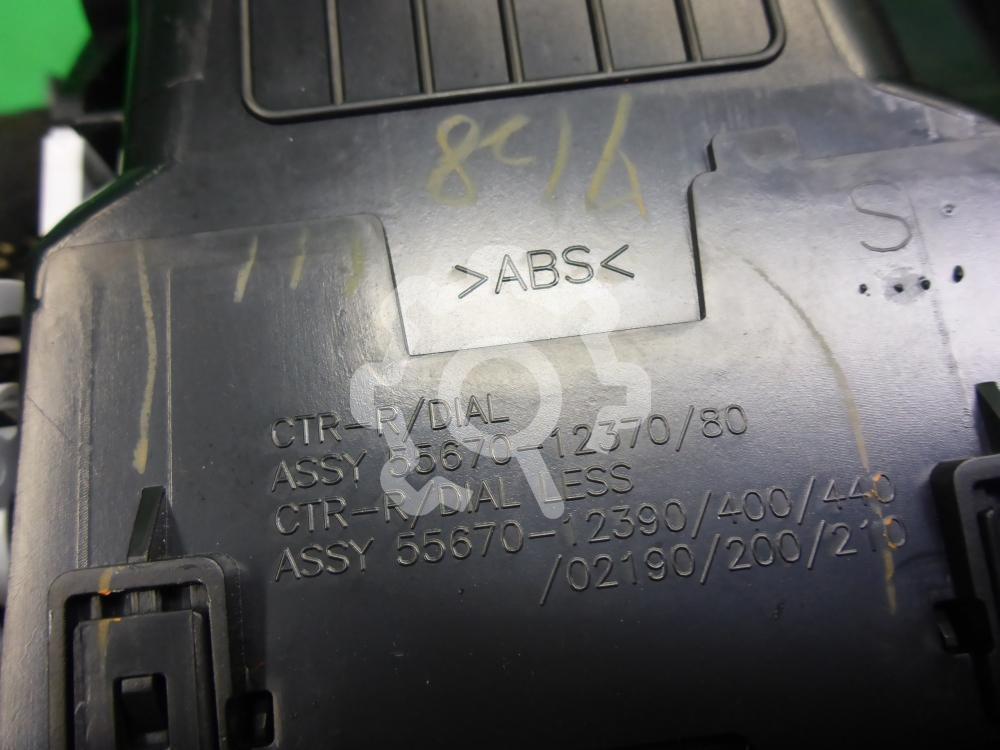 >ABS<
S
CTR-R/DIAL
ASSY 55670-12370/80
CTR-R/DIAL LESS
ASSY 55670-12390/400/440
/02190/200/210